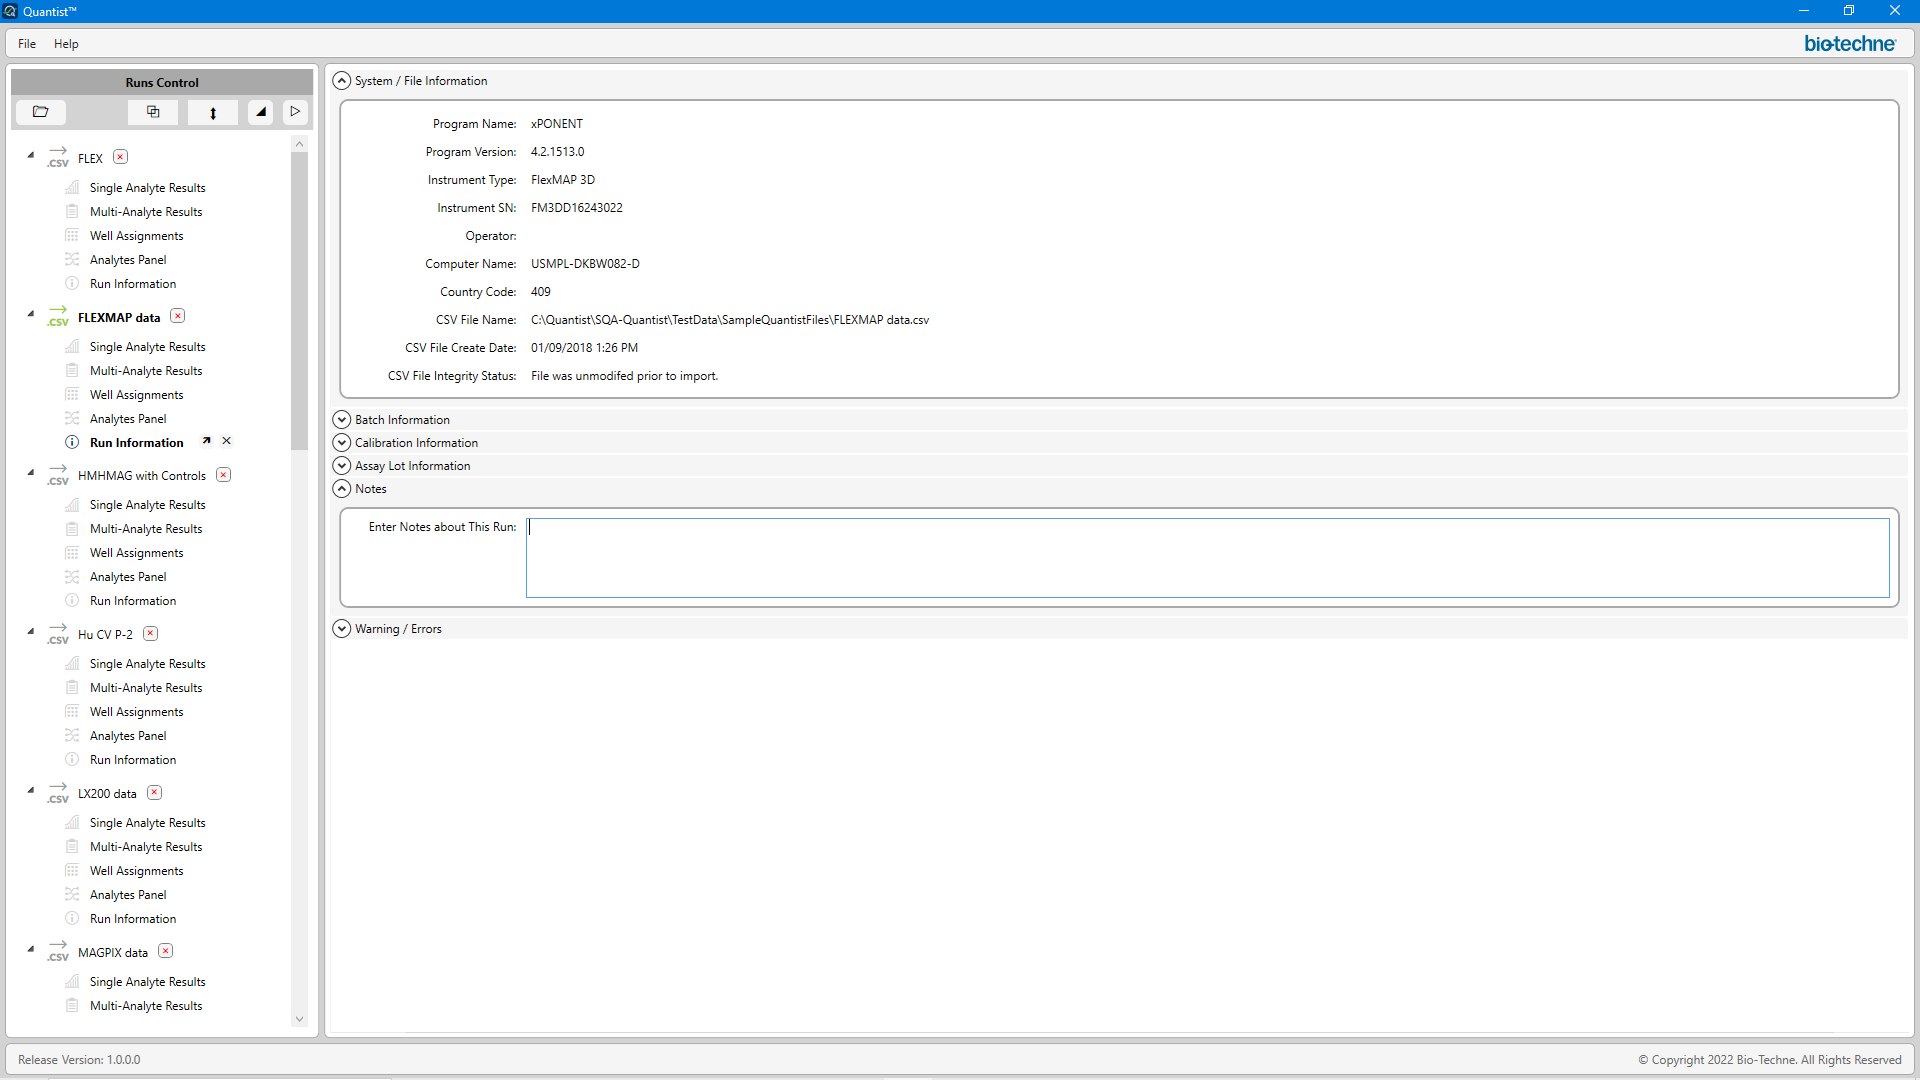 Quantist™
File Help
bio-techne
Runs Control
.CSV FLEX
Single Analyte Results
Multi-Analyte Results
Well Assignments
Analytes Panel
Run Information
.CSV FLEXMAP data
Single Analyte Results
Multi-Analyte Results
Well Assignments
Analytes Panel
Run Information
.CSV HMHMAG with Controls
Single Analyte Results
Multi-Analyte Results
Well Assignments
Analytes Panel
Run Information
.CSV Hu CV P-2
Single Analyte Results
Multi-Analyte Results
Well Assignments
Analytes Panel
Run Information
.CSV LX200 data
Single Analyte Results
Multi-Analyte Results
Well Assignments
Analytes Panel
Run Information
.CSV MAGPIX data
Single Analyte Results
Multi-Analyte Results
System / File Information
Program Name: xPONENT
Program Version: 4.2.1513.0
Instrument Type: FlexMAP 3D
Instrument SN: FM3DD16243022
Operator:
Computer Name: USMPL-DKBW082-D
Country Code: 409
CSV File Name: C:\Quantist\SQA-Quantist\TestData\SampleQuantistFiles\FLEXMAP data.csv
CSV File Create Date: 01/09/2018 1:26 PM
CSV File Integrity Status: File was unmodifed prior to import.
Batch Information
Calibration Information
Assay Lot Information
Notes
Enter Notes about This Run:
Warning / Errors
Release Version: 1.0.0.0
© Copyright 2022 Bio-Techne. All Rights Reserved